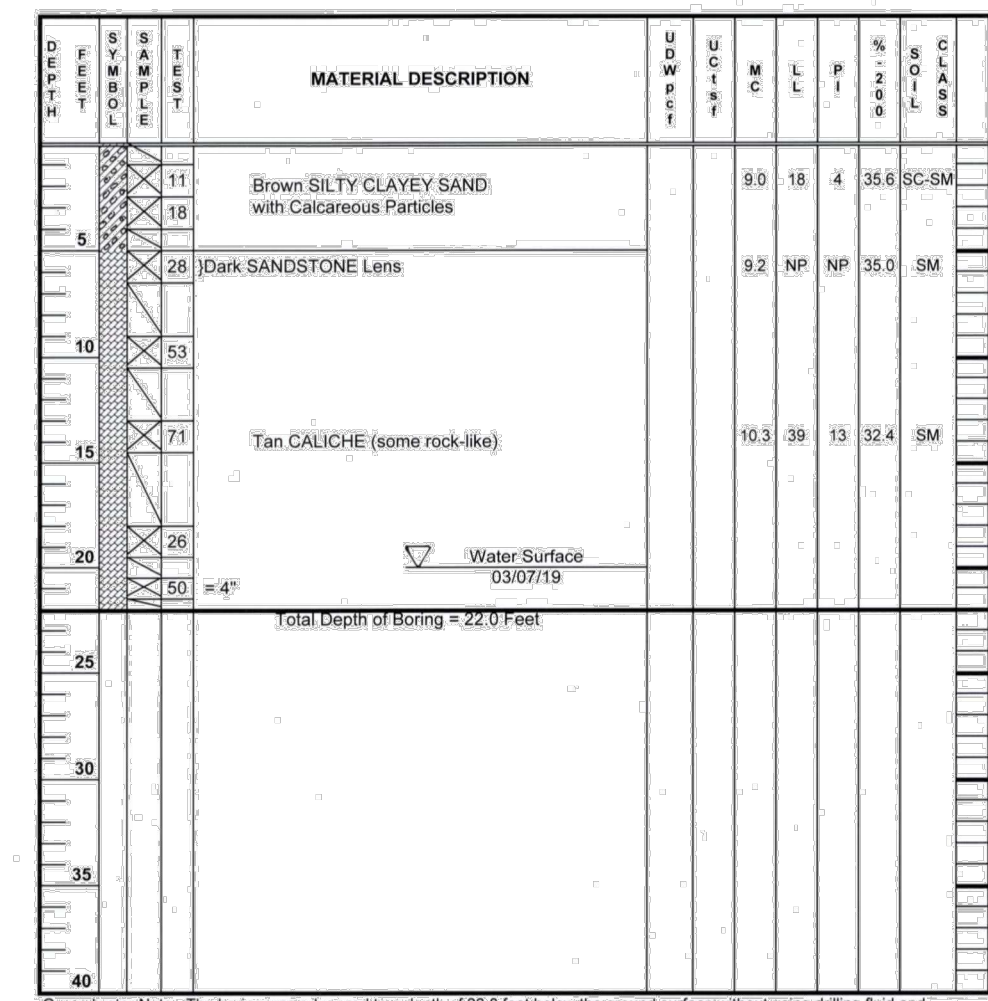 DEPTH FEET SYMBOL SAMPLE TEST MATERIAL DESCRIPTION UDW pcf UC tsf MC LL PI %-200 SOIL CLASS
11 Brown SILTY CLAYEY SAND 9.0 18 4 35.6 SC-SM
with Calcareous Particles
18
5
28 }Dark SANDSTONE Lens 9.2 NP NP 35.0 SM
10 53
71 Tan CALICHE (some rock-like) 10.3 39 13 32.4 SM
15
26
20 Water Surface
03/07/19
50 = 4"
Total Depth of Boring = 22.0 Feet
25
30
35
40